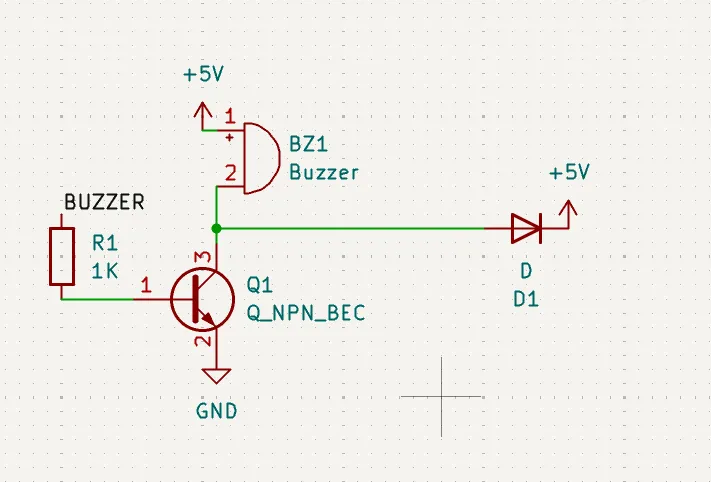 +5V
1
+
BZ1
2
Buzzer
+5V
BUZZER
R1
1K
3
1
Q1
Q_NPN_BEC
2
D
D1
GND